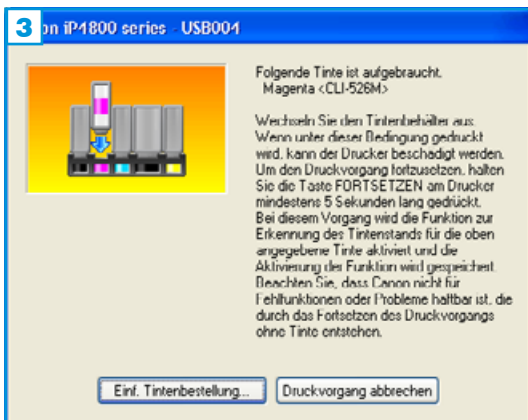 3
on iP4800 series - USB004
Folgende Tinte ist aufgebraucht.
Magenta <CLI-526M>
Wechseln Sie den Tintenbehälter aus.
Wenn unter dieser Bedingung gedruckt
wird, kann der Drucker beschädigt werden.
Um den Druckvorgang fortzusetzen, halten
Sie die Taste FORTSETZEN am Drucker
mindestens 5 Sekunden lang gedrückt.
Bei diesem Vorgang wird die Funktion zur
Erkennung des Tintenstands für die oben
angegebene Tinte aktiviert und die
Aktivierung der Funktion wird gespeichert.
Beachten Sie, dass Canon nicht für
Fehlfunktionen oder Probleme haftbar ist, die
durch das Fortsetzen des Druckvorgangs
ohne Tinte entstehen.
Einf. Tintenbestellung...
Druckvorgang abbrechen